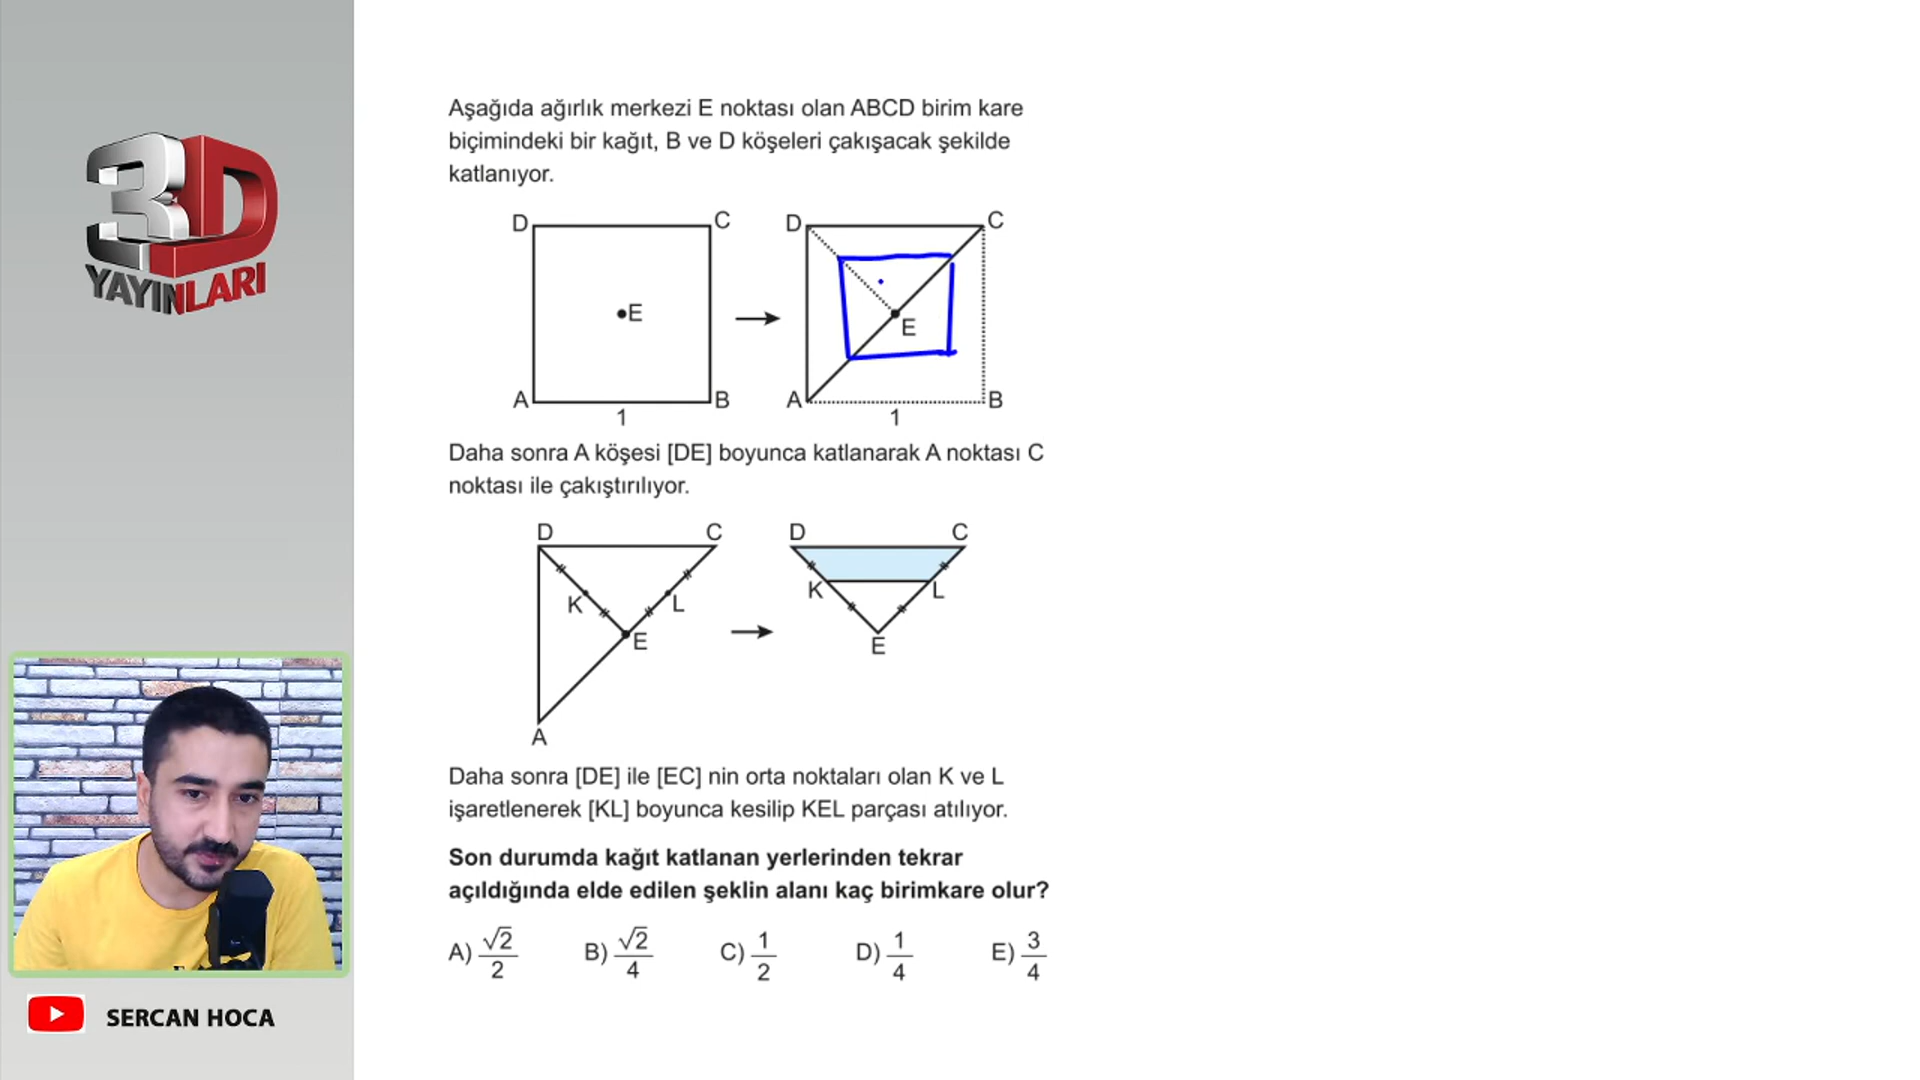 3D
YAYINLARI
Aşağıda ağırlık merkezi E noktası olan ABCD birim kare
biçimindeki bir kağıt, B ve D köşeleri çakışacak şekilde
katlanıyor.
D C D C
E E
A B A B
1 1
Daha sonra A köşesi [DE] boyunca katlanarak A noktası C
noktası ile çakıştırılıyor.
D C D C
K L K L
E E
A
Daha sonra [DE] ile [EC] nin orta noktaları olan K ve L
işaretlenerek [KL] boyunca kesilip KEL parçası atılıyor.
Son durumda kağıt katlanan yerlerinden tekrar
açıldığında elde edilen şeklin alanı kaç birimkare olur?
A) √2/2 B) √2/4 C) 1/2 D) 1/4 E) 3/4
SERCAN HOCA